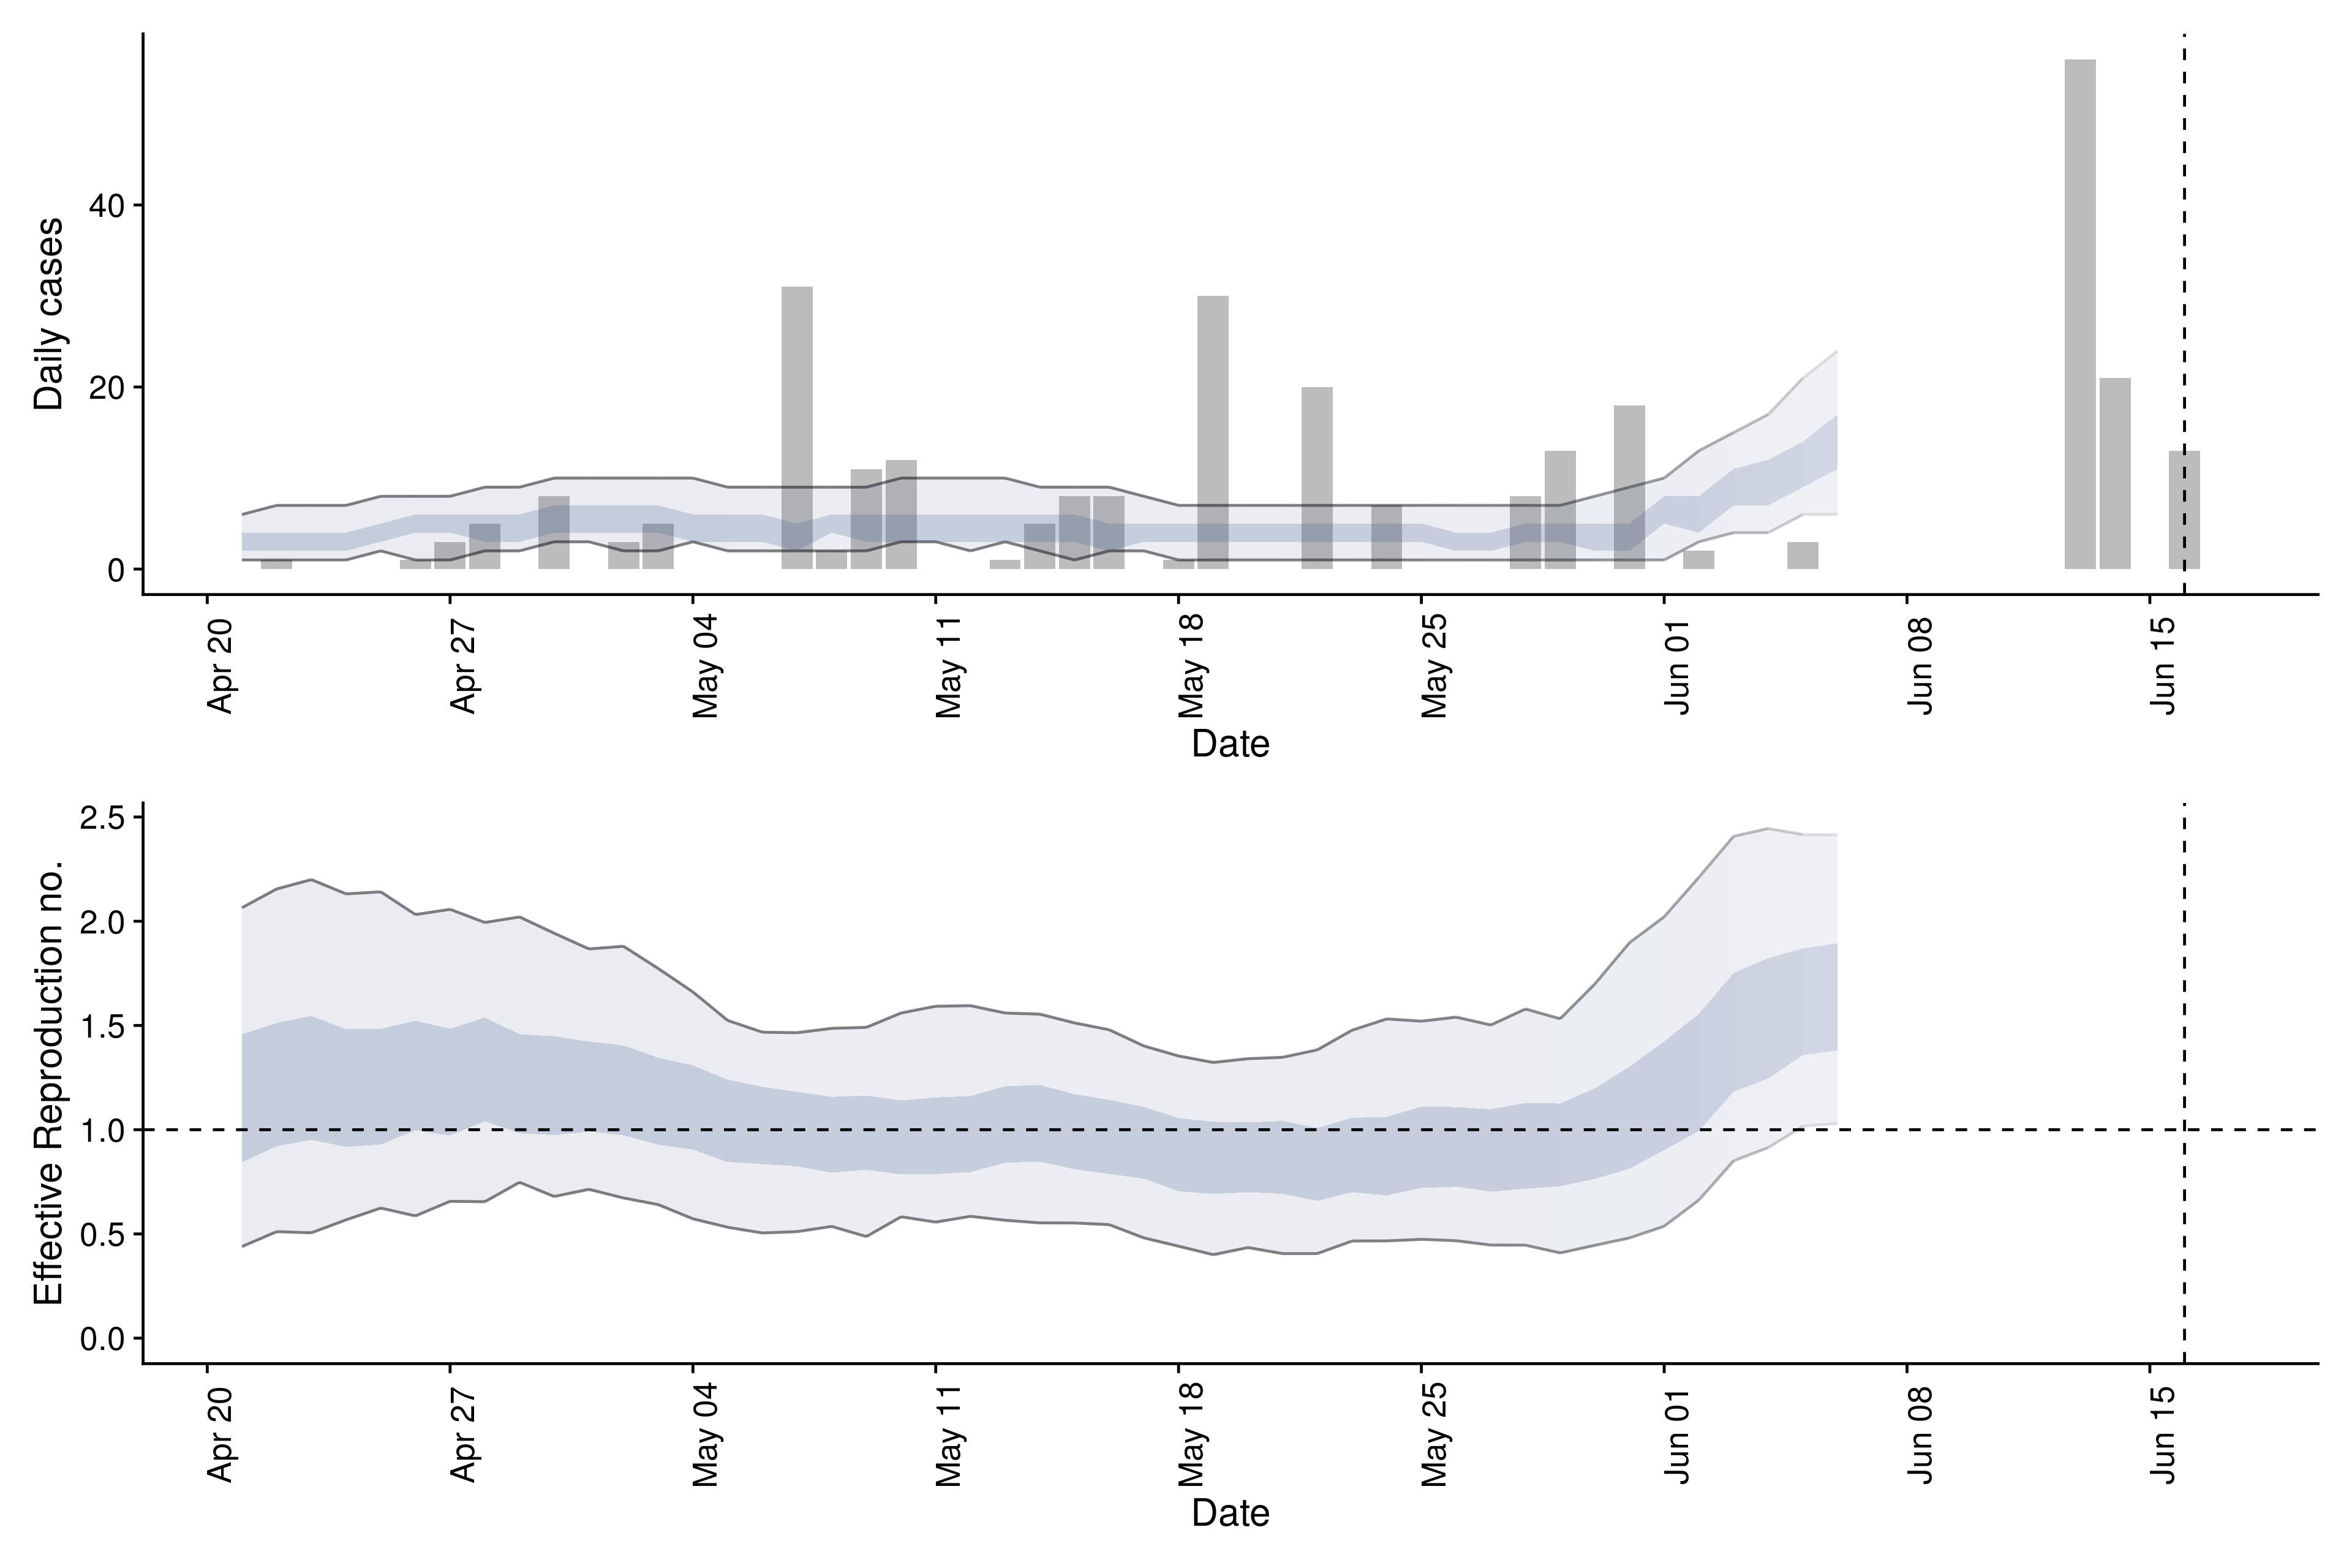 Daily cases
40
20
0
Apr 20
Apr 27
May 04
May 11
May 18
May 25
Jun 01
Jun 08
Jun 15
Date
Effective Reproduction no.
2.5
2.0
1.5
1.0
0.5
0.0
Apr 20
Apr 27
May 04
May 11
May 18
May 25
Jun 01
Jun 08
Jun 15
Date